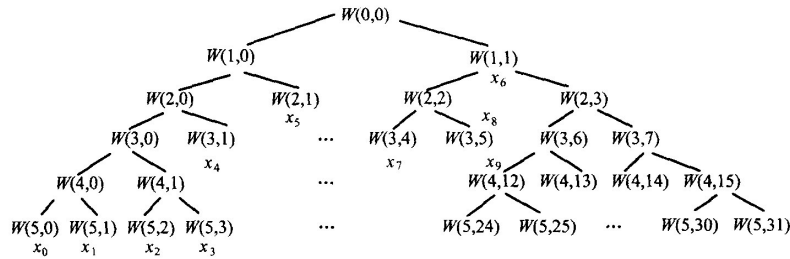 W(0,0)
W(1,0) W(1,1)
x6
W(2,0) W(2,1) W(2,2) W(2,3)
x5 x8
W(3,0) W(3,1) ... W(3,4) W(3,5) W(3,6) W(3,7)
x4 x7 x9
W(4,0) W(4,1) ... W(4,12) W(4,13) W(4,14) W(4,15)
W(5,0) W(5,1) W(5,2) W(5,3) ... W(5,24) W(5,25) ... W(5,30) W(5,31)
x0 x1 x2 x3